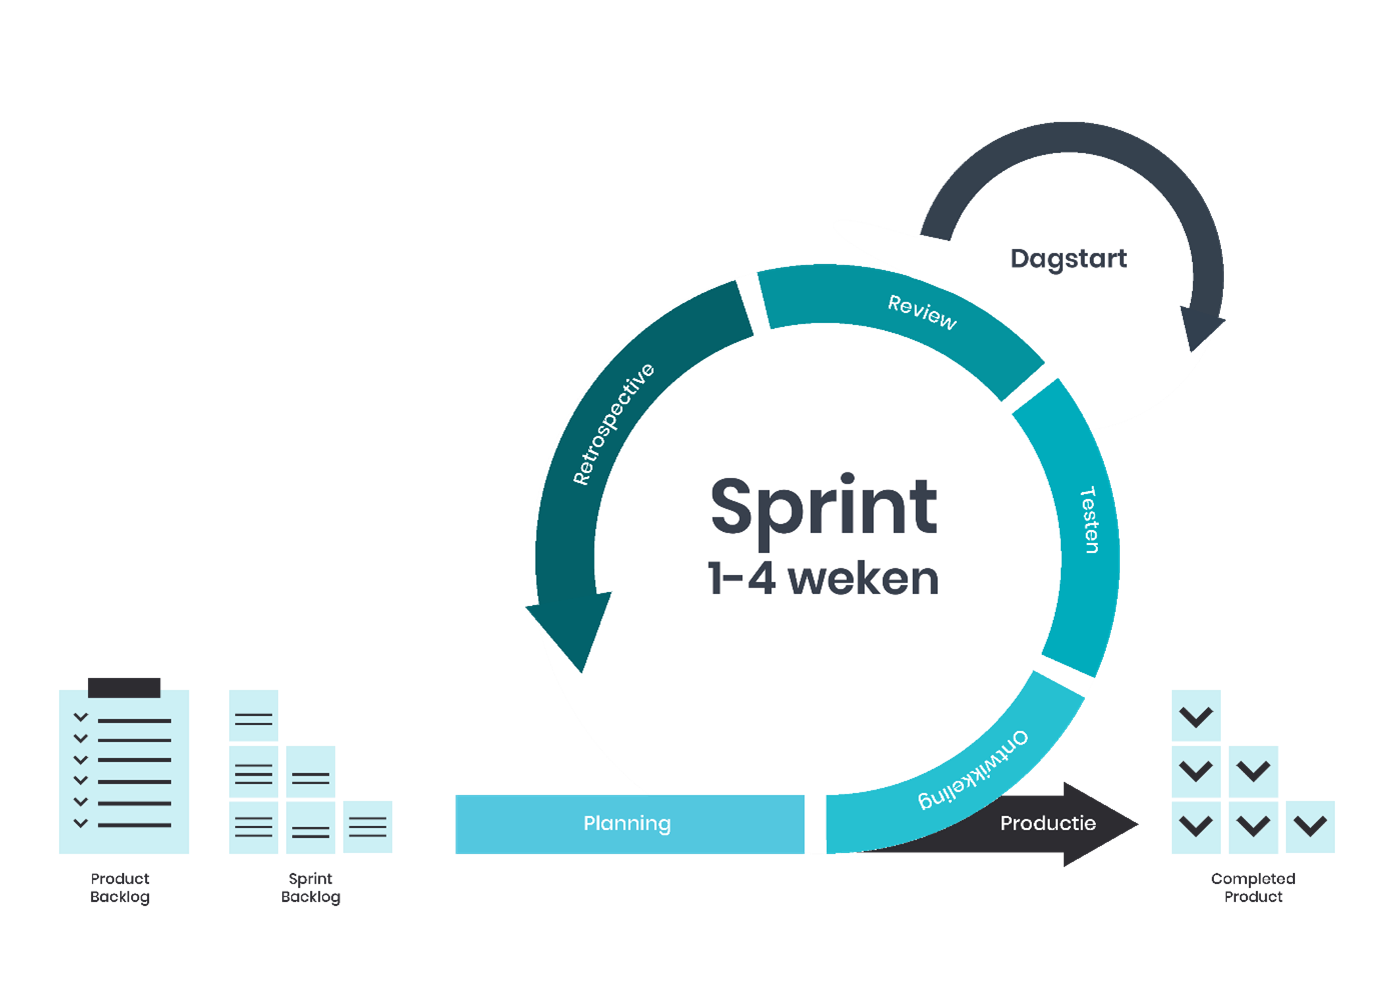 Dagstart
Review
Retrospective
Testen
Sprint
1-4 weken
Ontwikkeling
Planning
Productie
Product
Backlog
Sprint
Backlog
Completed
Product